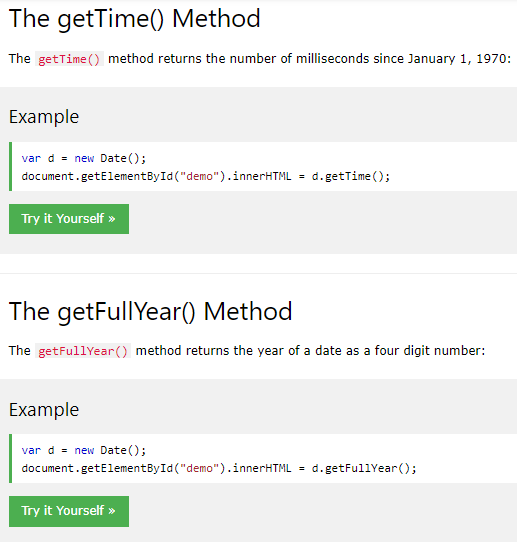 The getTime() Method
The getTime() method returns the number of milliseconds since January 1, 1970:
Example
var d = new Date();
document.getElementById("demo").innerHTML = d.getTime();
Try it Yourself »
The getFullYear() Method
The getFullYear() method returns the year of a date as a four digit number:
Example
var d = new Date();
document.getElementById("demo").innerHTML = d.getFullYear();
Try it Yourself »